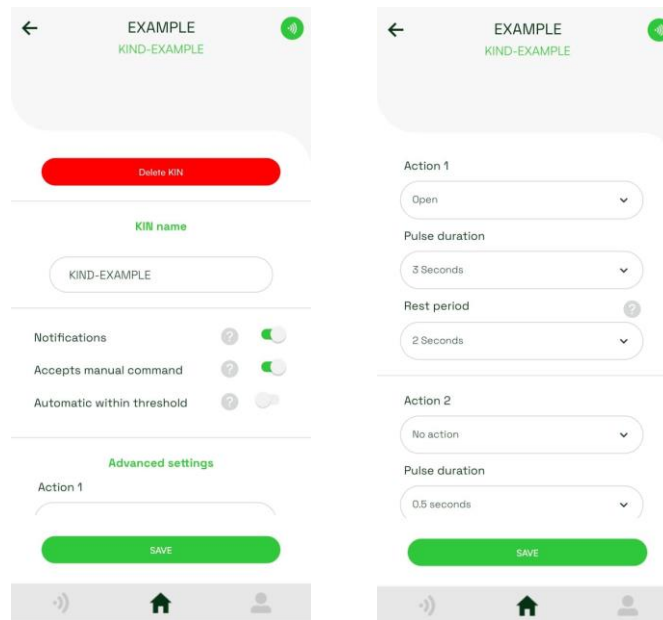 EXAMPLE
KIND-EXAMPLE
Delete KIN
KIN name
KIND-EXAMPLE
Notifications ?
Accepts manual command ?
Automatic within threshold ?
Advanced settings
Action 1
SAVE
EXAMPLE
KIND-EXAMPLE
Action 1
Open
Pulse duration
3 Seconds
Rest period ?
2 Seconds
Action 2
No action
Pulse duration
0.5 seconds
SAVE